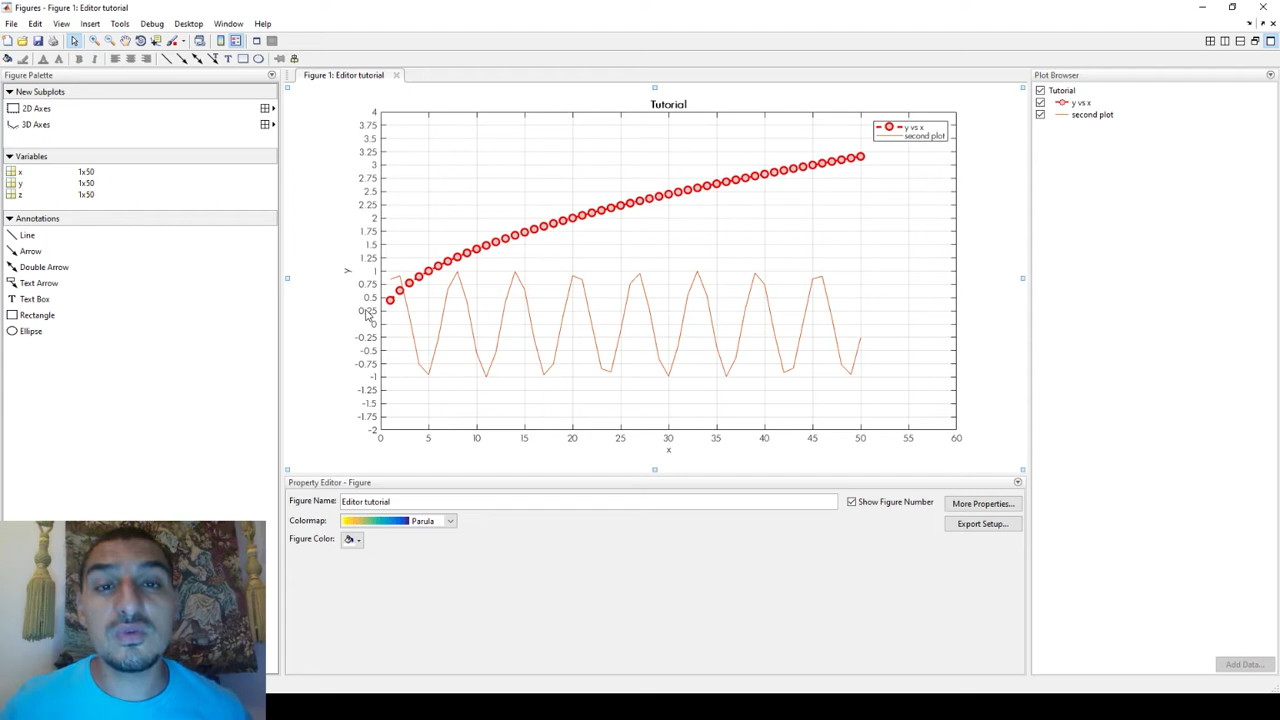 Figures - Figure 1: Editor tutorial
File Edit View Insert Tools Debug Desktop Window Help
Figure Palette
New Subplots
2D Axes
3D Axes
Variables
x 1x50
y 1x50
z 1x50
Annotations
Line
Arrow
Double Arrow
Text Arrow
Text Box
Rectangle
Ellipse
Figure 1: Editor tutorial
Tutorial
4
3.75
3.5
3.25
3
2.75
2.5
2.25
2
1.75
1.5
1.25
1
0.75
0.5
0.25
0
-0.25
-0.5
-0.75
-1
-1.25
-1.5
-1.75
-2
y
0 5 10 15 20 25 30 35 40 45 50 55 60
x
y vs x
second plot
Property Editor - Figure
Figure Name: Editor tutorial
Show Figure Number
More Properties...
Colormap: Parula
Export Setup...
Figure Color:
Plot Browser
Tutorial
y vs x
second plot
Add Data...